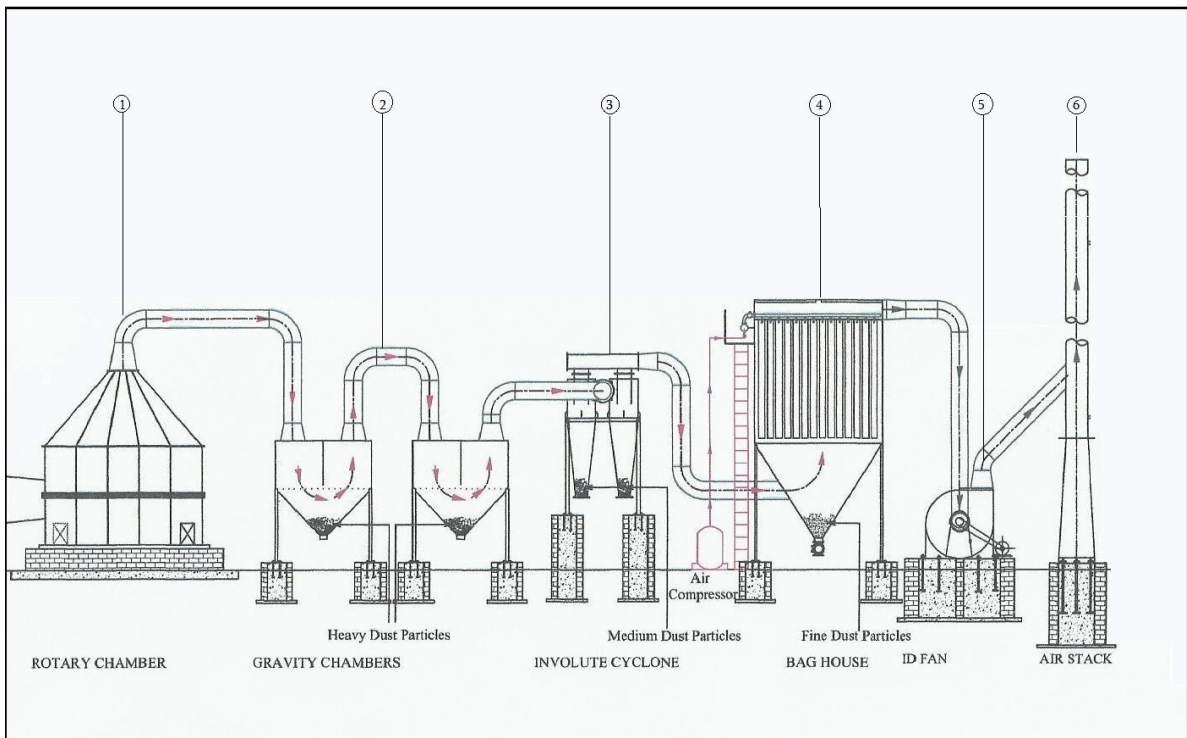 1
2
3
4
5
6
Air
Compressor
Heavy Dust Particles
Medium Dust Particles
Fine Dust Particles
ROTARY CHAMBER
GRAVITY CHAMBERS
INVOLUTE CYCLONE
BAG HOUSE
ID FAN
AIR STACK